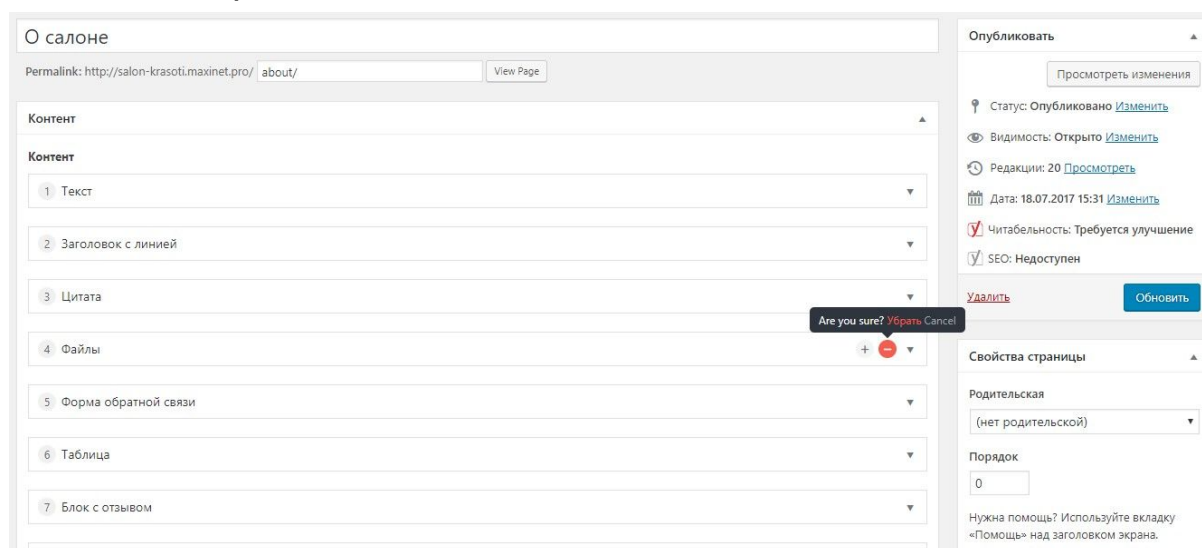 О салоне
Permalink: http://salon-krasoti.maxinet.pro/ about/ View Page
Контент
Контент
1 Текст
2 Заголовок с линией
3 Цитата
Are you sure? Убрать Cancel
4 Файлы + −
5 Форма обратной связи
6 Таблица
7 Блок с отзывом
Опубликовать
Просмотреть изменения
Статус: Опубликовано Изменить
Видимость: Открыто Изменить
Редакции: 20 Просмотреть
Дата: 18.07.2017 15:31 Изменить
Читабельность: Требуется улучшение
SEO: Недоступен
Удалить Обновить
Свойства страницы
Родительская
(нет родительской)
Порядок
0
Нужна помощь? Используйте вкладку
«Помощь» над заголовком экрана.